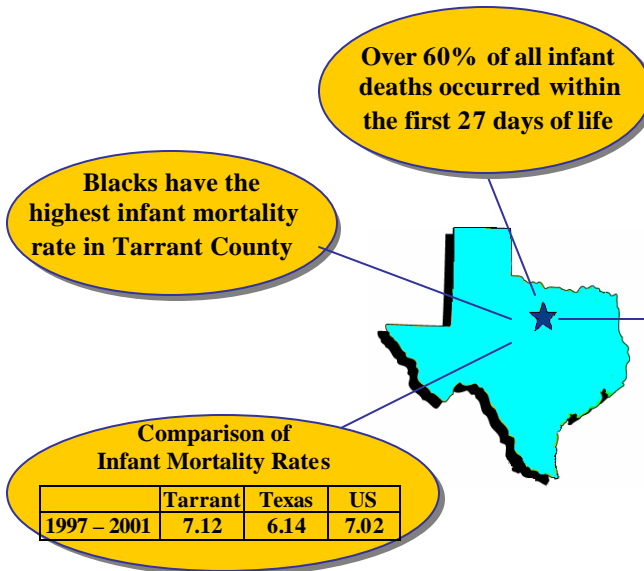 Over 60% of all infant
deaths occurred within
the first 27 days of life
Blacks have the
highest infant mortality
rate in Tarrant County
Comparison of
Infant Mortality Rates
Tarrant Texas US
1997 – 2001 7.12 6.14 7.02